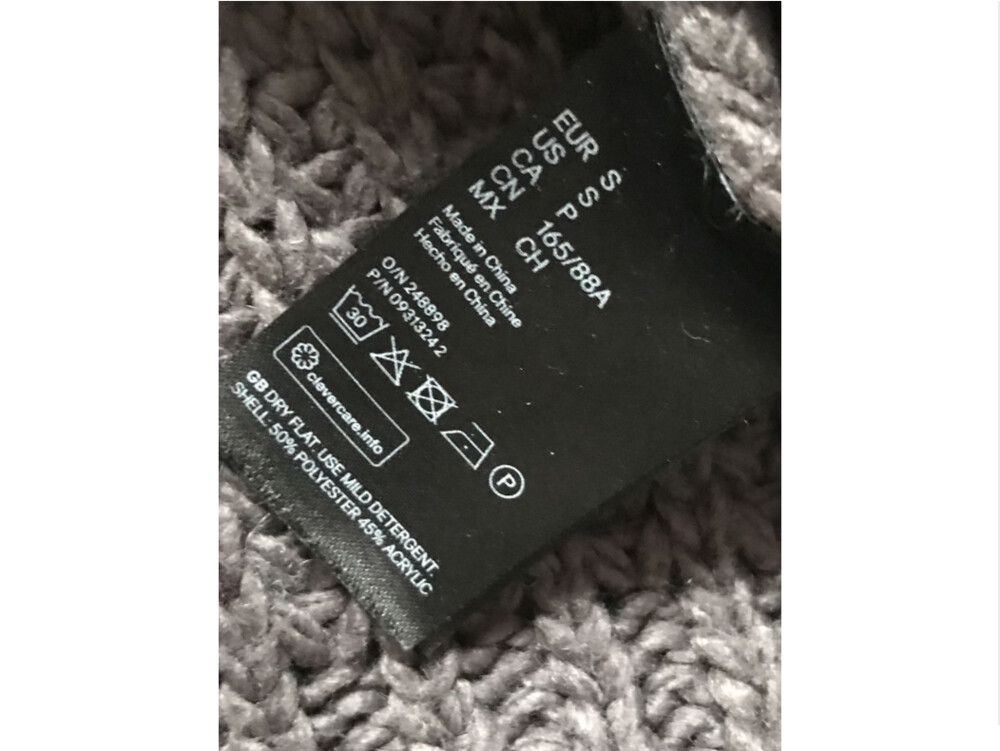 EUR S
US S
CA P
CN 165/88A
MX CH
Made in China
Fabriqué en Chine
Hecho en China
O/N 248898
P/N 09313242
30
P
clevercare.info
GB DRY FLAT. USE MILD DETERGENT.
SHELL: 50% POLYESTER 45% ACRYLIC